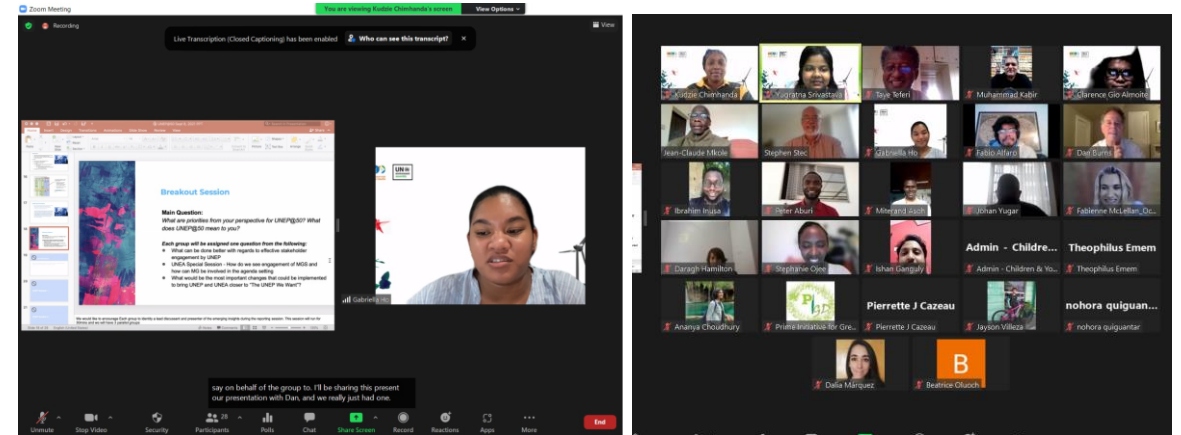 Zoom Meeting
You are viewing Kudzie Chimhanda's screen
View Options
Recording
View
Live Transcription (Closed Captioning) has been enabled
Who can see this transcript?
Breakout Session
Main Question:
What are priorities from your perspective for UNEP@50? What
does UNEP@50 mean to you?
Each group will be assigned one question from the following:
What can be done better with regards to effective stakeholder
engagement by UNEP
UNEA Special Session - How do we see engagement of MGS and
how can MG be involved in the agenda setting
What would be the most important changes that could be implemented
to bring UNEP and UNEA closer to "The UNEP We Want"?
UN
Gabriella
say on behalf of the group to. I'll be sharing this present
our presentation with Dan, and we really just had one.
Unmute
Stop Video
Security
Participants
28
Polls
Chat
Share Screen
Record
Reactions
Apps
More
End
Kudzie Chimhanda
Yugratna Srivastava
Taye Teferi
Muhammad Kabir
Clarence Gio Almoite
Jean-Claude Mkole
Stephen Stec
Gabriella Ho
Fabio Alfaro
Dan Burns
Ibrahim Inusa
Peter Aburi
Miterand Asoh
Johan Yugar
Fabienne McLellan_Oc...
Daragh Hamilton
Stephanie Ojee
Ishan Ganguly
Admin - Childre...
Admin - Children & Yo...
Theophilus Emem
Theophilus Emem
Ananya Choudhury
Prime Initiative for Gre...
Pierrette J Cazeau
Pierrette J Cazeau
Jayson Villeza
nohora quiguan...
nohora quiguantar
Dalia Márquez
B
Beatrice Oluoch